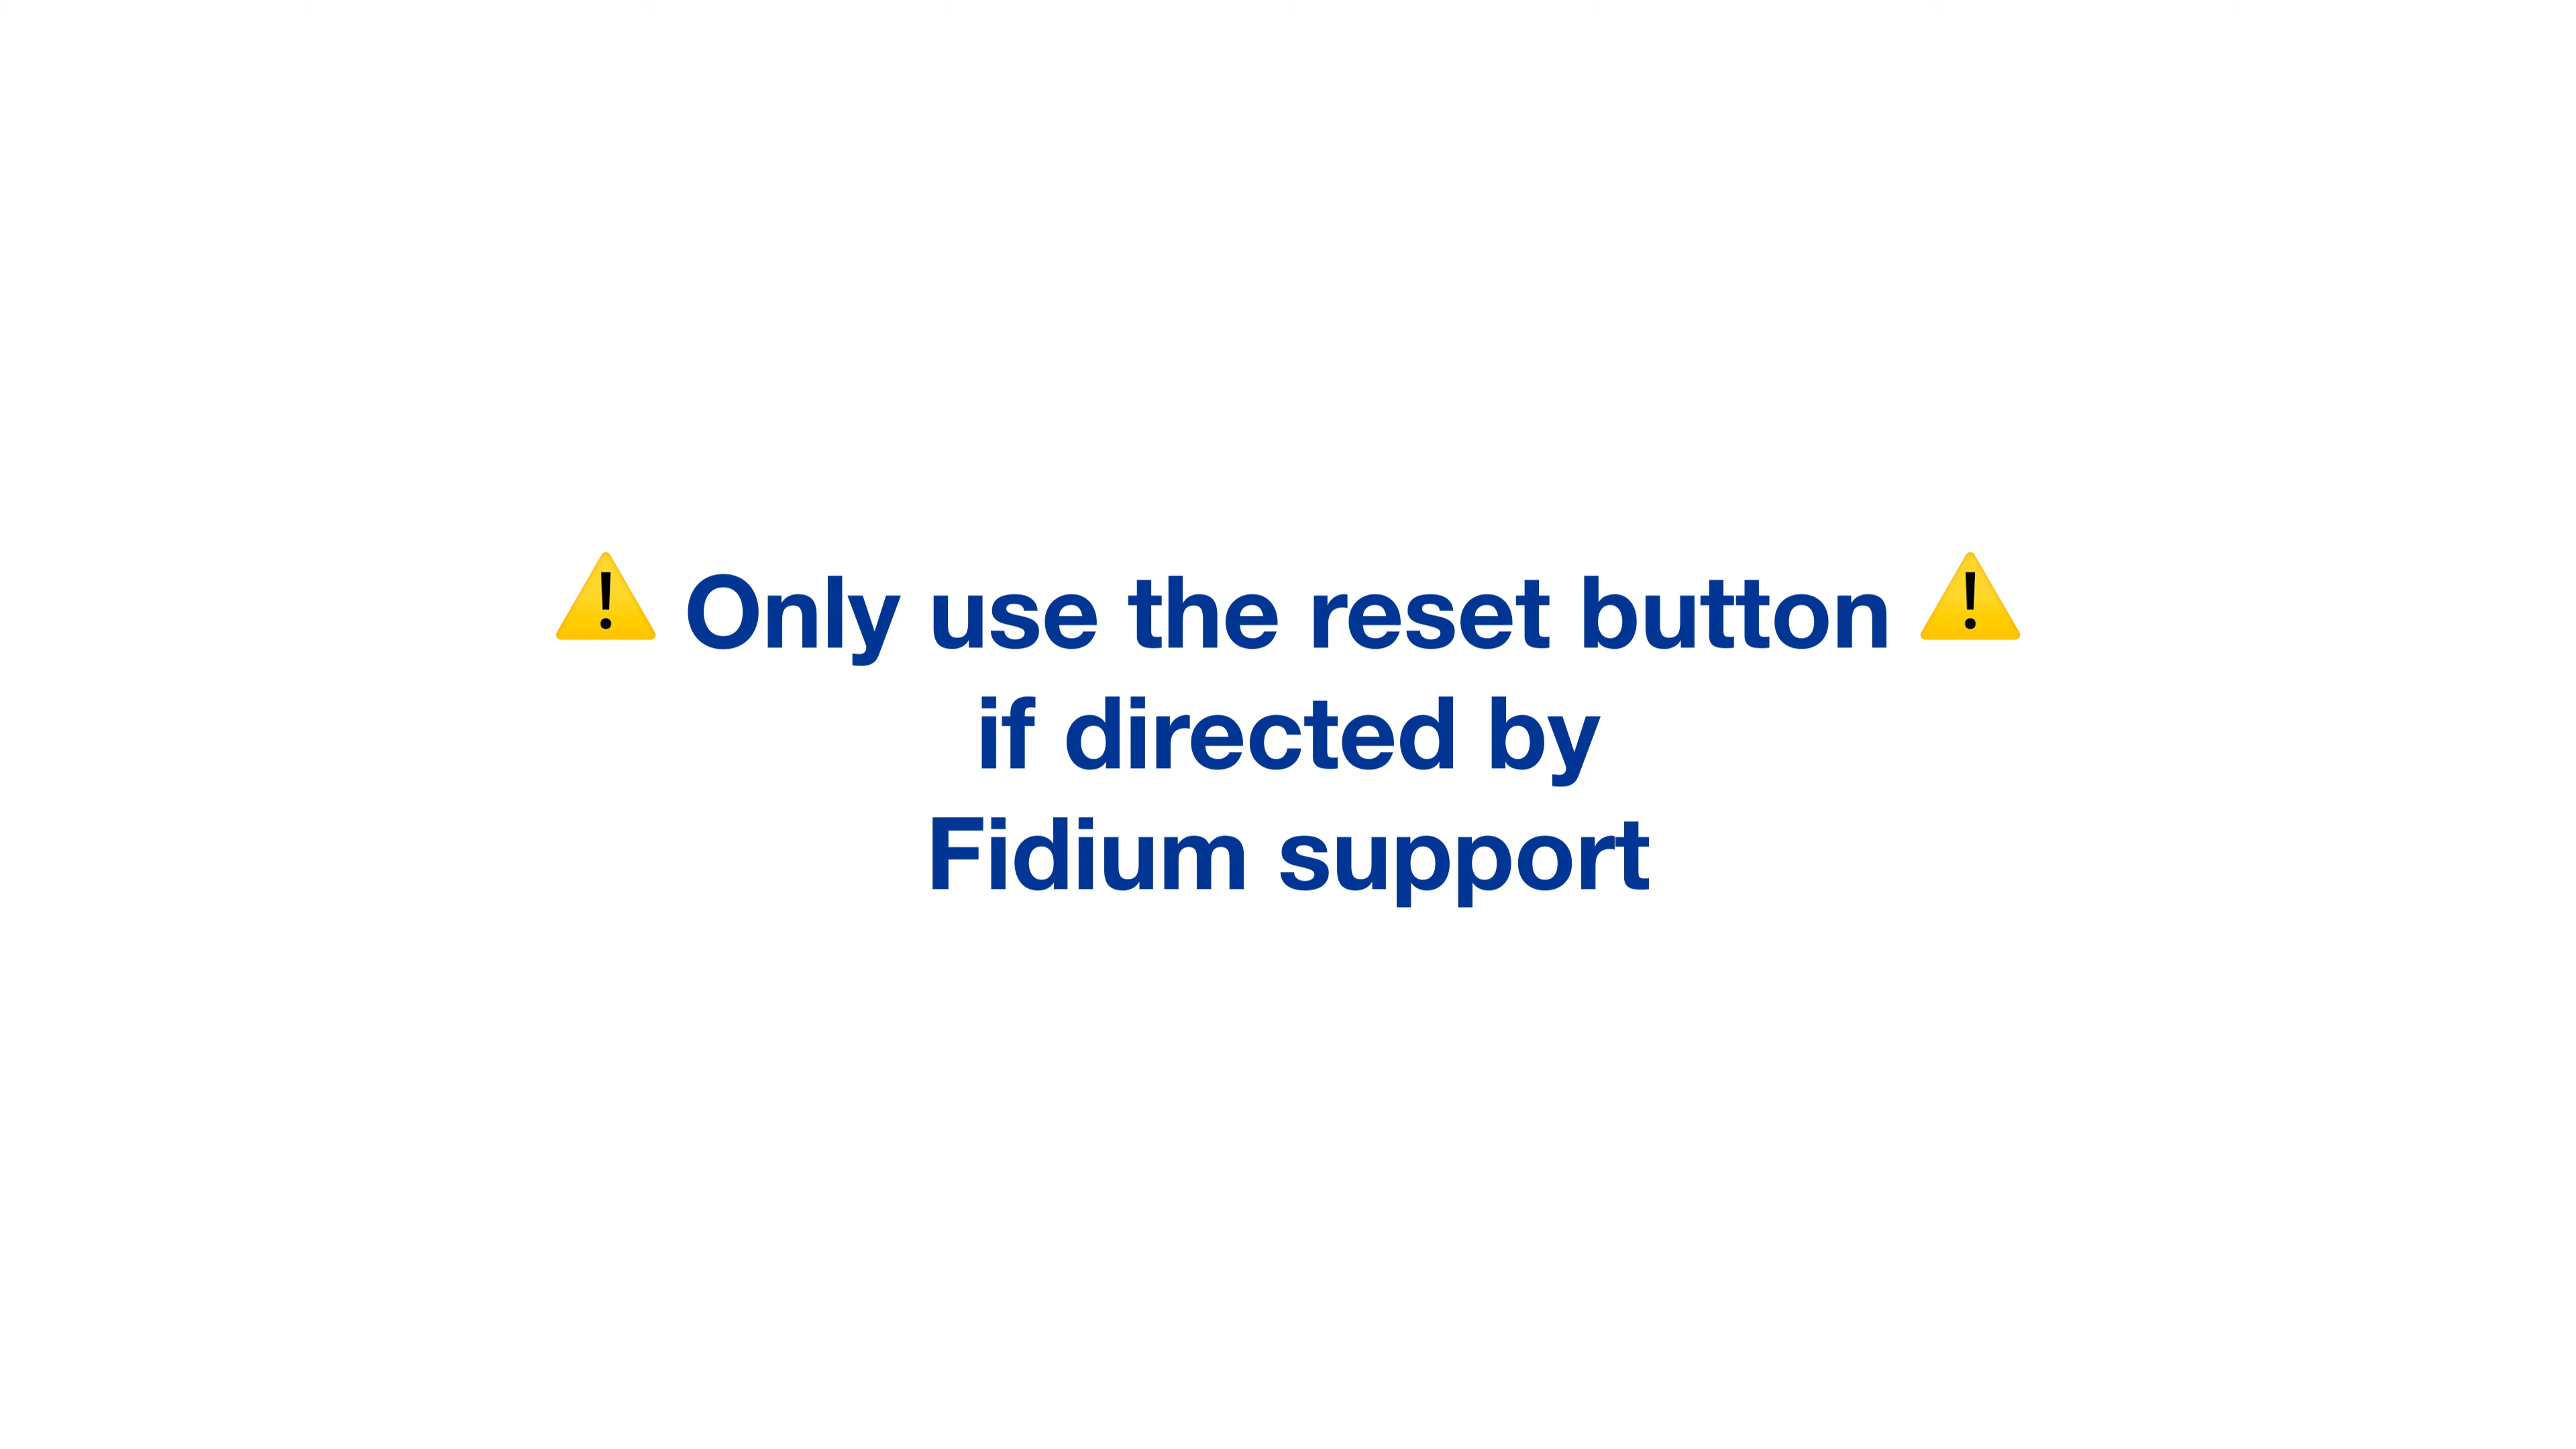 ⚠️ Only use the reset button ⚠️
if directed by
Fidium support